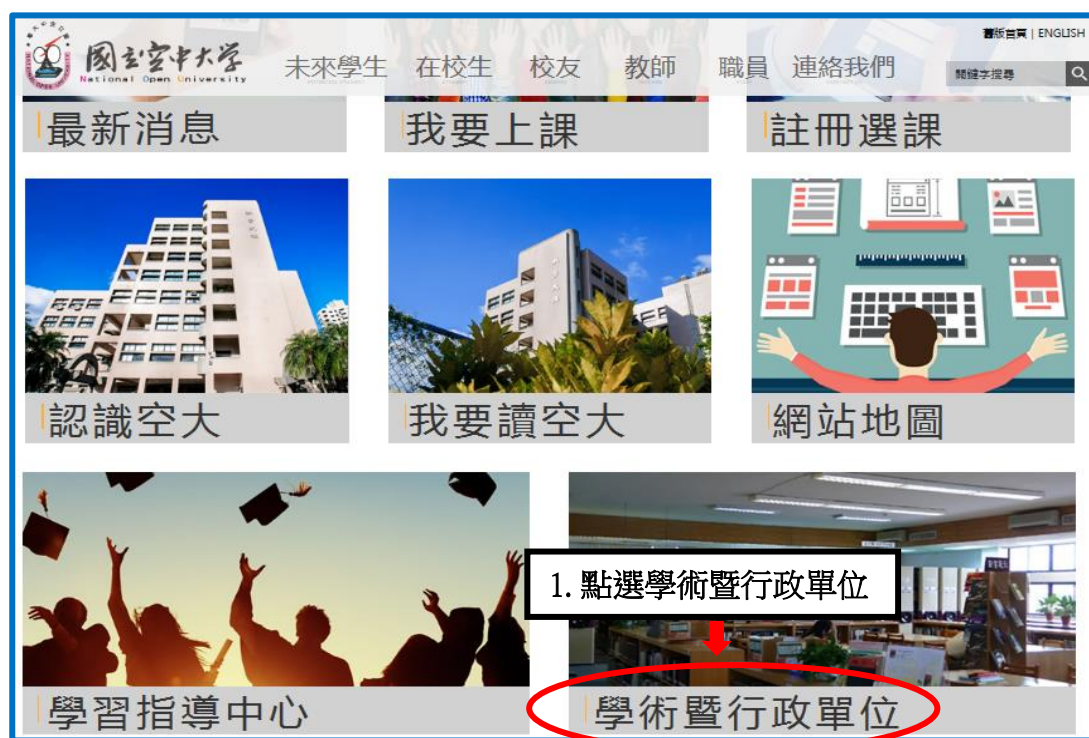 舊版首頁 | ENGLISH
國立空中大學
National Open University
未來學生 在校生 校友 教師 職員 連絡我們
關鍵字搜尋
最新消息
我要上課
註冊選課
認識空大
我要讀空大
網站地圖
1. 點選學術暨行政單位
學習指導中心
學術暨行政單位